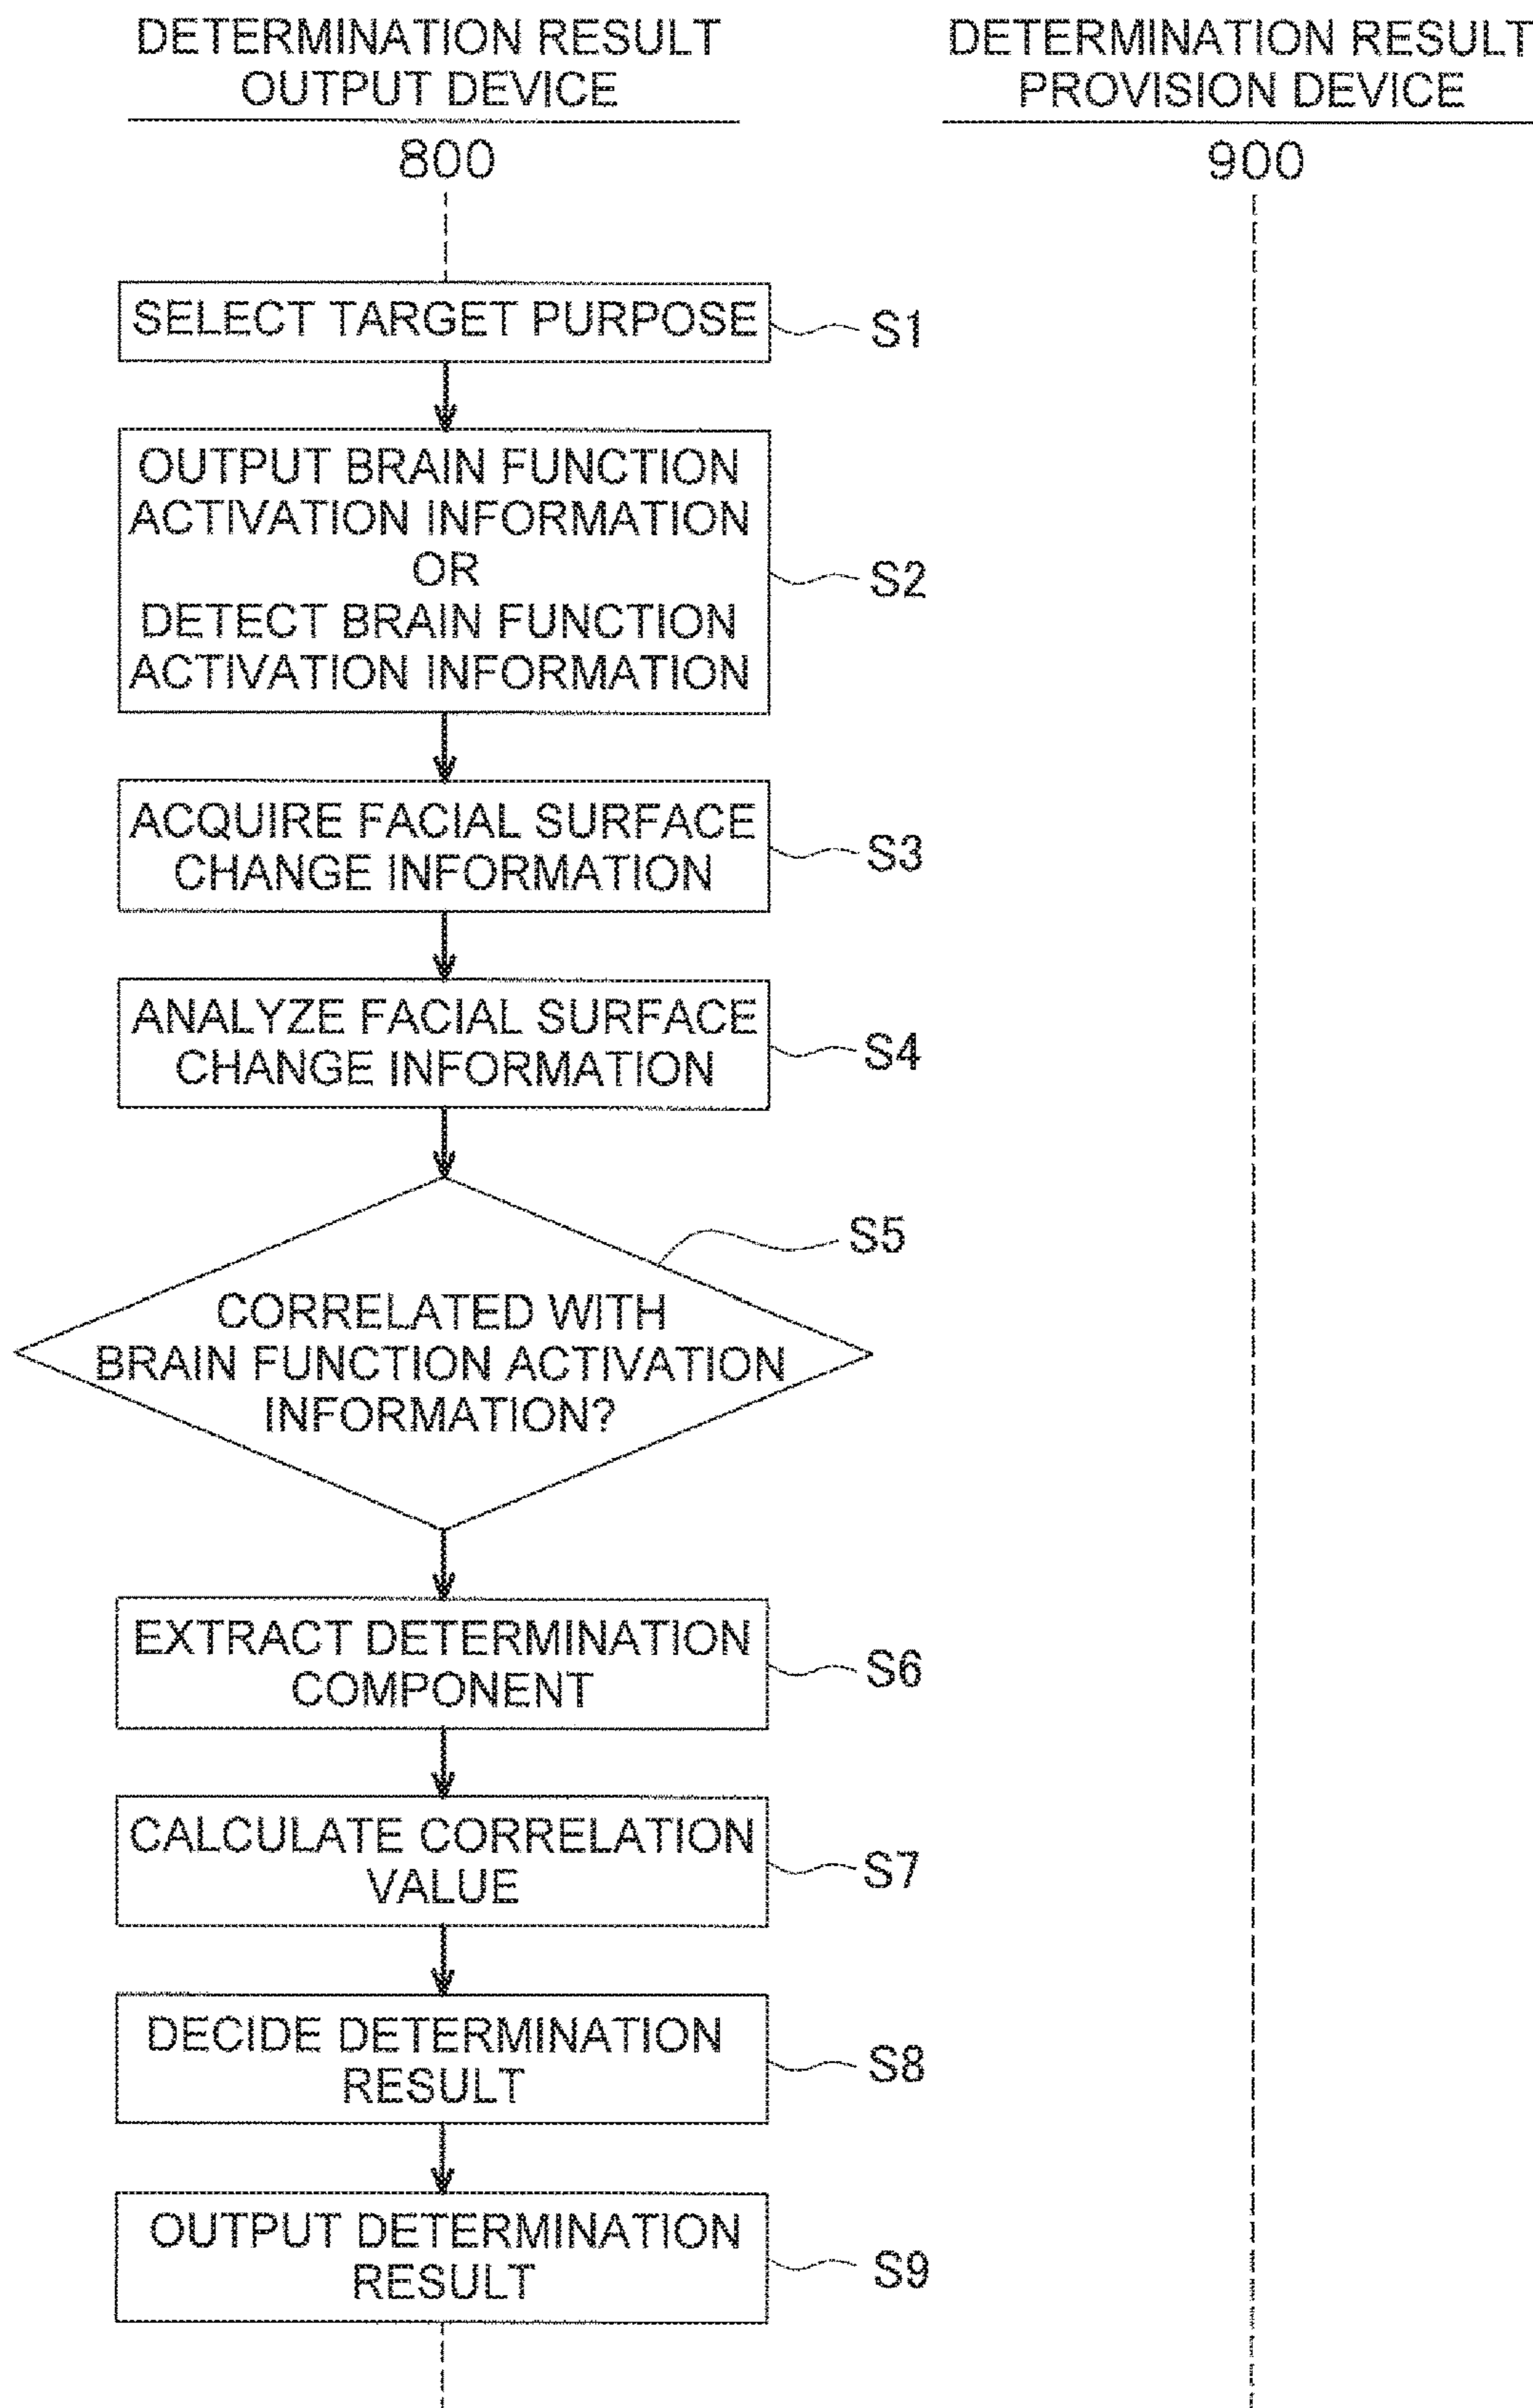 DETERMINATION RESULT
OUTPUT DEVICE
800
DETERMINATION RESULT
PROVISION DEVICE
900
SELECT TARGET PURPOSE
S1
OUTPUT BRAIN FUNCTION
ACTIVATION INFORMATION
OR
DETECT BRAIN FUNCTION
ACTIVATION INFORMATION
S2
ACQUIRE FACIAL SURFACE
CHANGE INFORMATION
S3
ANALYZE FACIAL SURFACE
CHANGE INFORMATION
S4
S5
CORRELATED WITH
BRAIN FUNCTION ACTIVATION
INFORMATION?
EXTRACT DETERMINATION
COMPONENT
S6
CALCULATE CORRELATION
VALUE
S7
DECIDE DETERMINATION
RESULT
S8
OUTPUT DETERMINATION
RESULT
S9